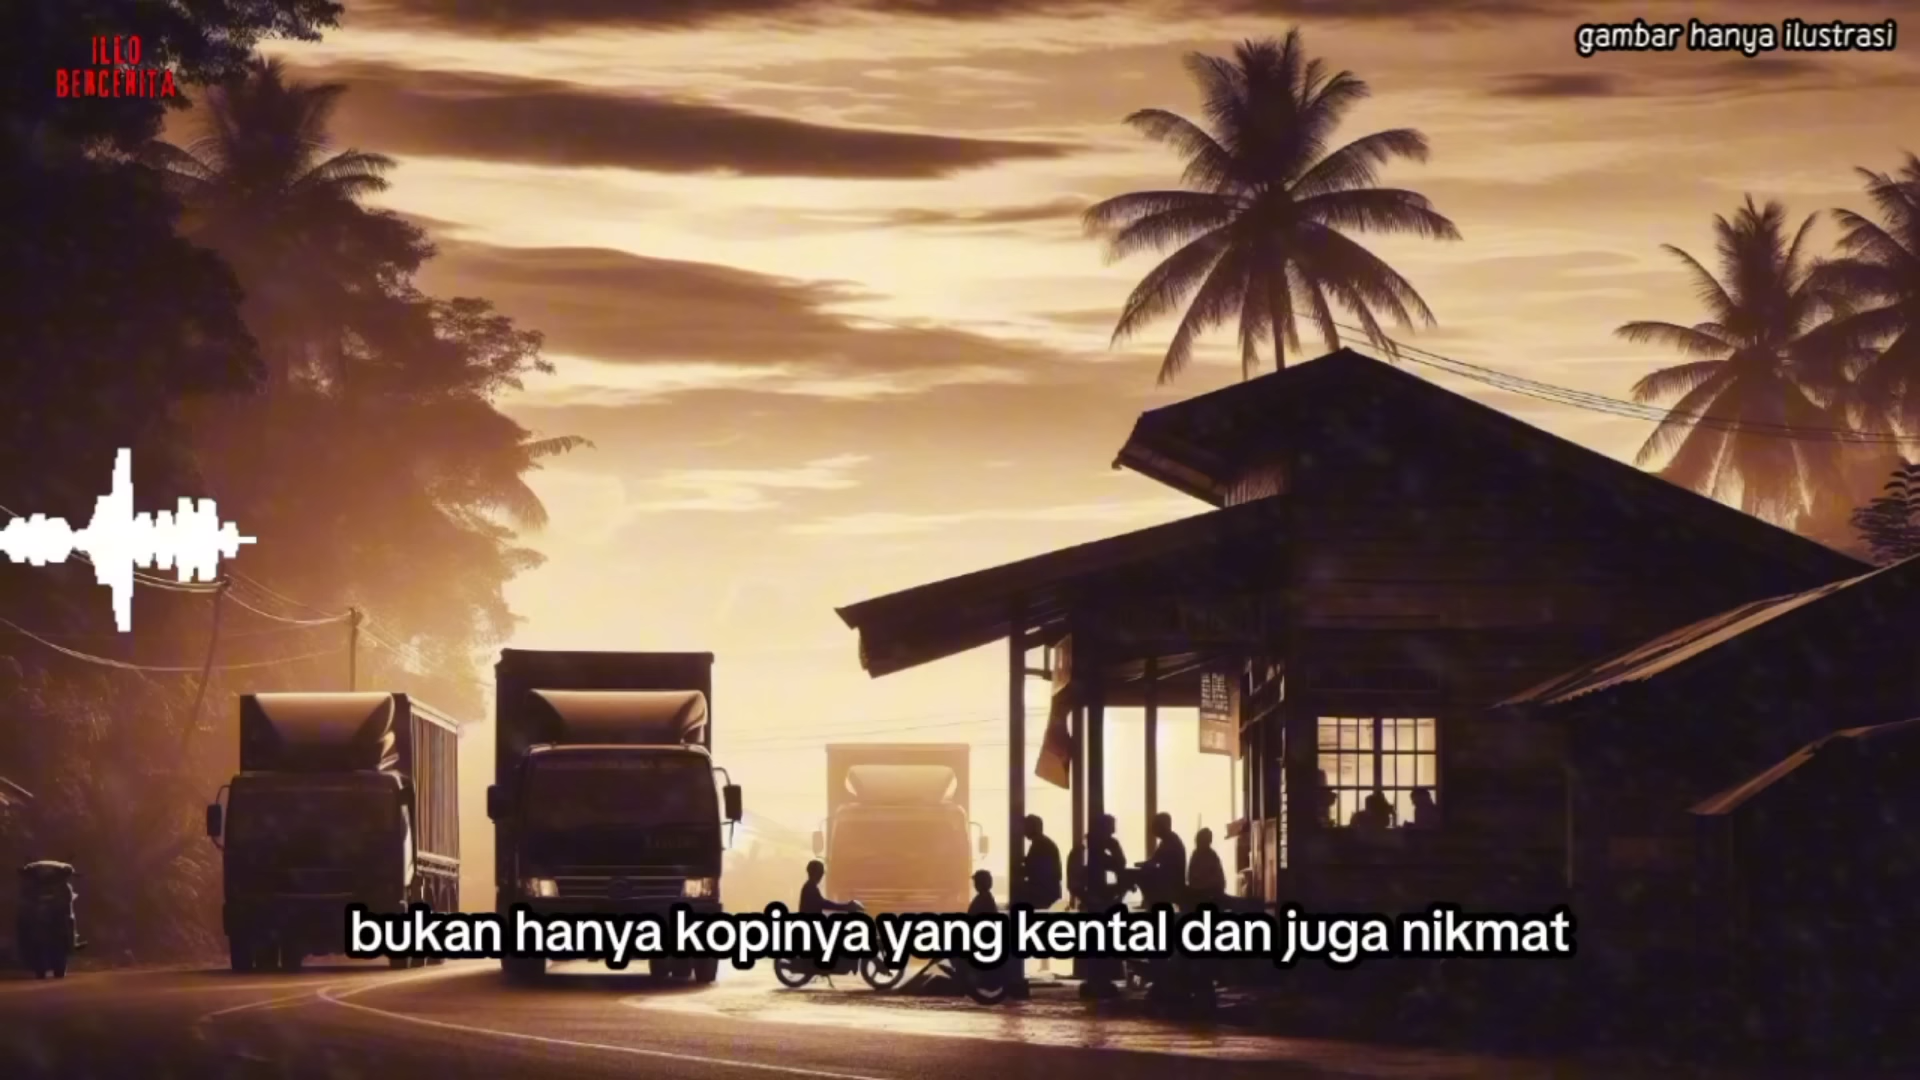 ILLO
BERCERITA
gambar hanya ilustrasi
bukan hanya kopinya yang kental dan juga nikmat